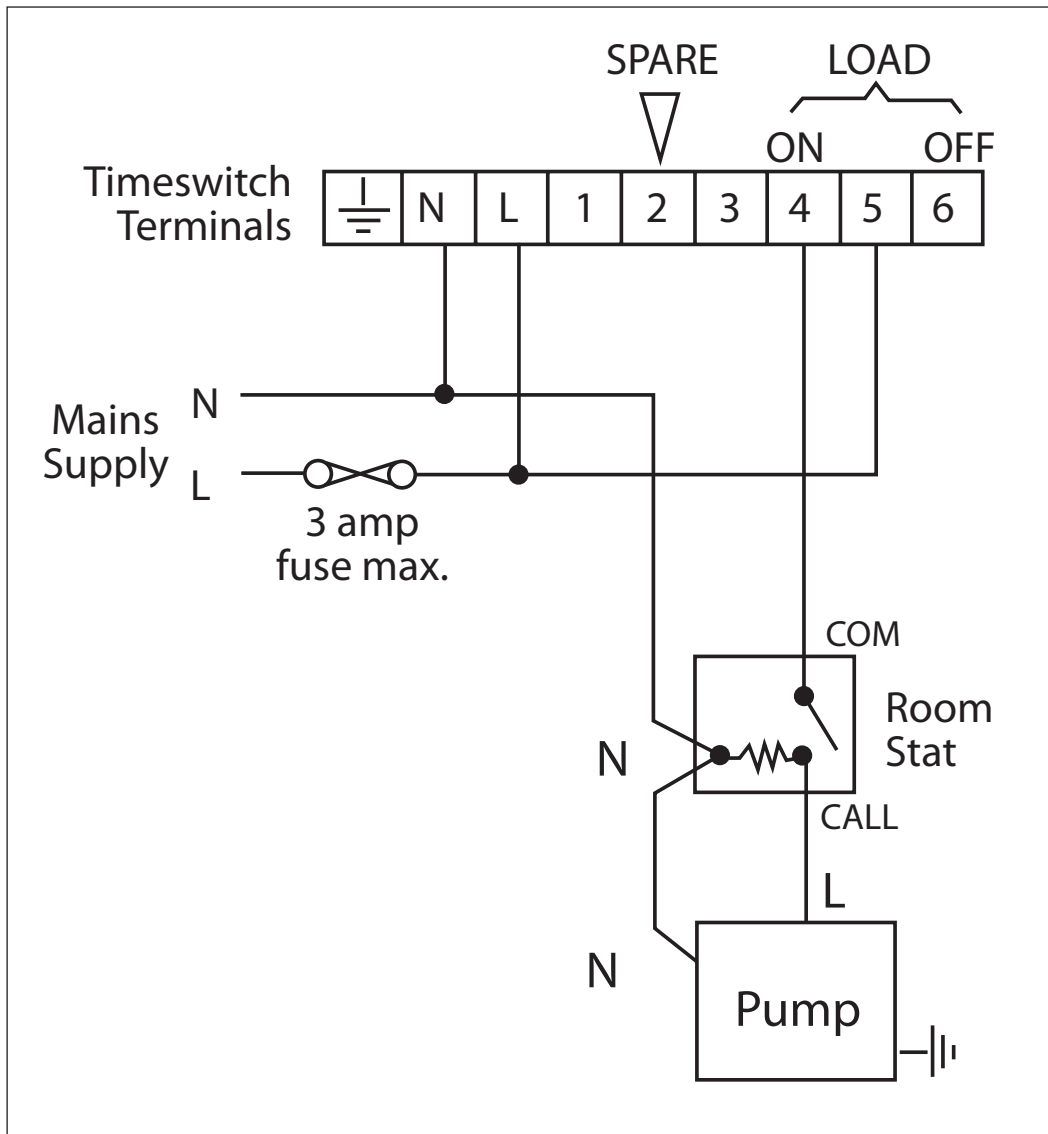 SPARE
LOAD
ON
OFF
Timeswitch
Terminals
N L 1 2 3 4 5 6
Mains
Supply
N
L
3 amp
fuse max.
COM
Room
Stat
N
CALL
L
N
Pump